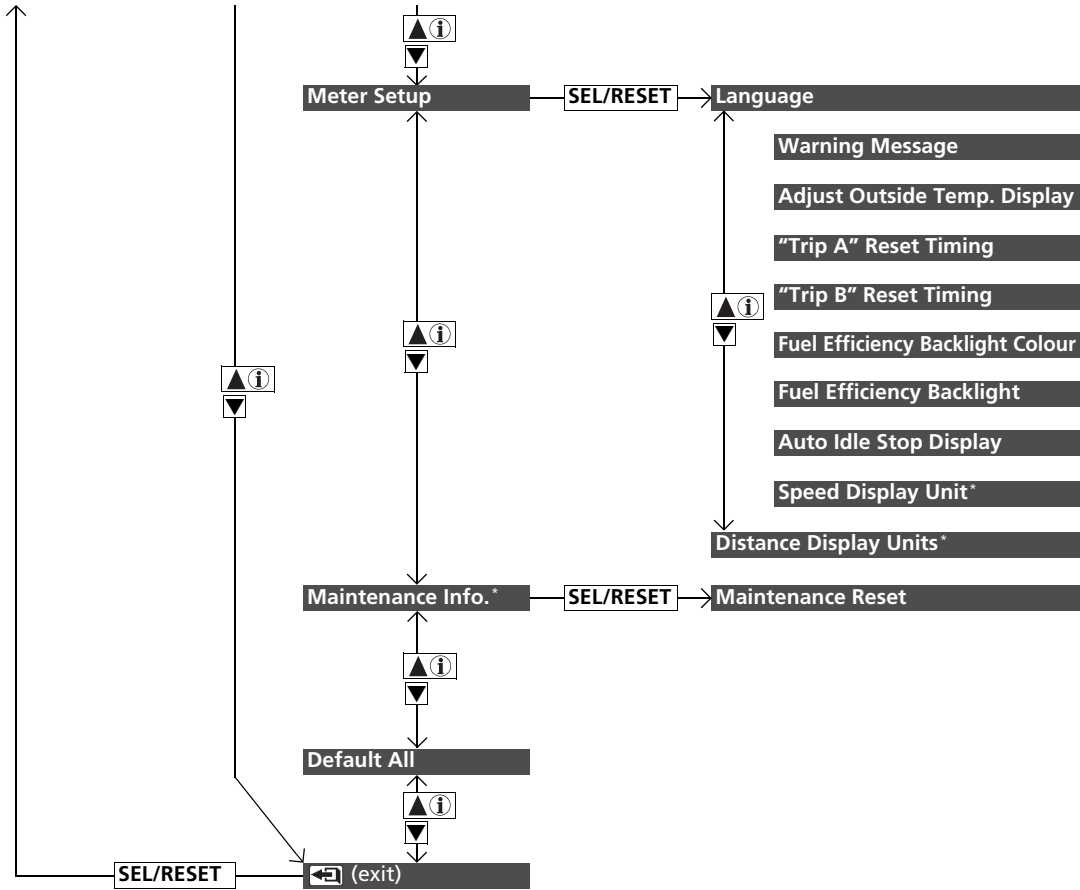 ▲ⓘ
▼
Meter Setup SEL/RESET Language
Warning Message
Adjust Outside Temp. Display
“Trip A” Reset Timing
“Trip B” Reset Timing
▲ⓘ
▼
Fuel Efficiency Backlight Colour
▲ⓘ
▼
▲ⓘ
▼
Fuel Efficiency Backlight
Auto Idle Stop Display
Speed Display Unit*
Distance Display Units*
Maintenance Info.* SEL/RESET Maintenance Reset
▲ⓘ
▼
Default All
▲ⓘ
▼
SEL/RESET (exit)